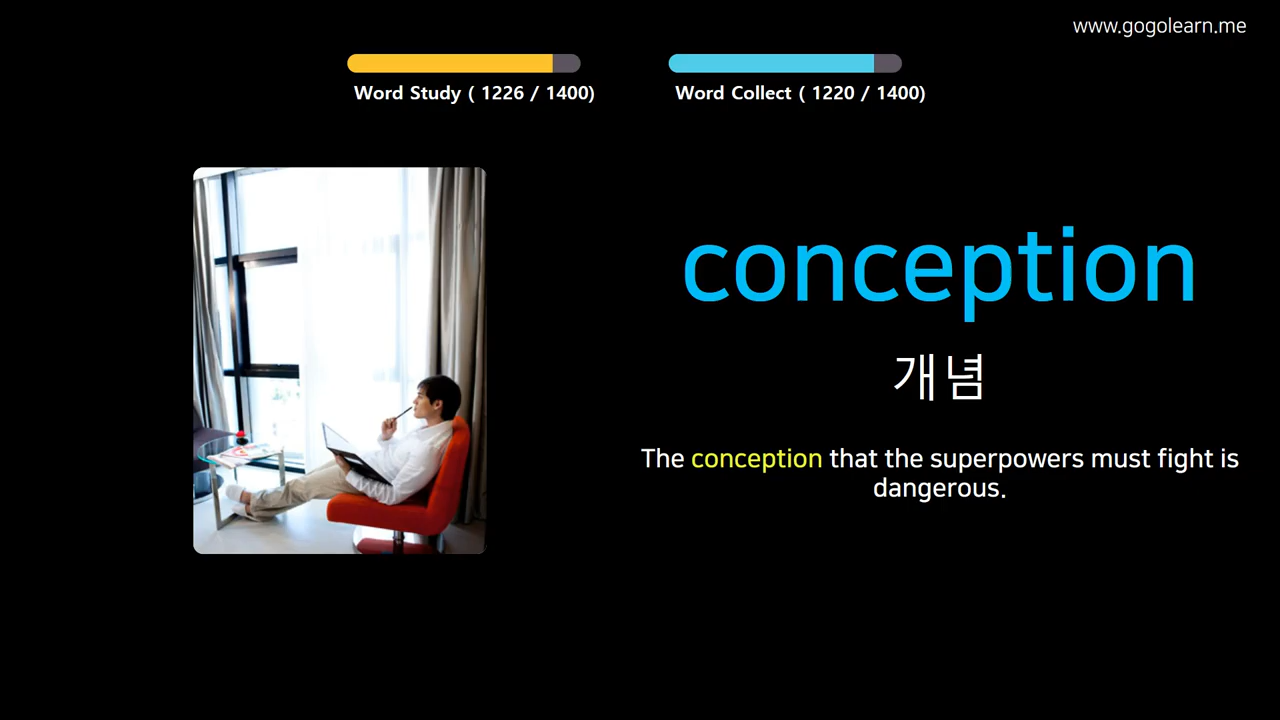 www.gogolearn.me
Word Study ( 1226 / 1400)
Word Collect ( 1220 / 1400)
conception
개념
The conception that the superpowers must fight is
dangerous.